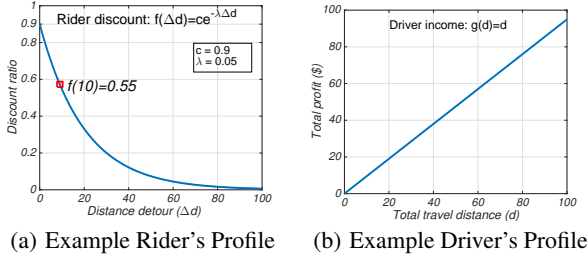 Rider discount: f(Δd)=ce^-λΔd
c = 0.9
λ = 0.05
f(10)=0.55
Discount ratio
1
0.8
0.6
0.4
0.2
0
0 20 40 60 80 100
Distance detour (Δd)
(a) Example Rider's Profile
Driver income: g(d)=d
Total profit ($)
100
80
60
40
20
0
0 20 40 60 80 100
Total travel distance (d)
(b) Example Driver's Profile